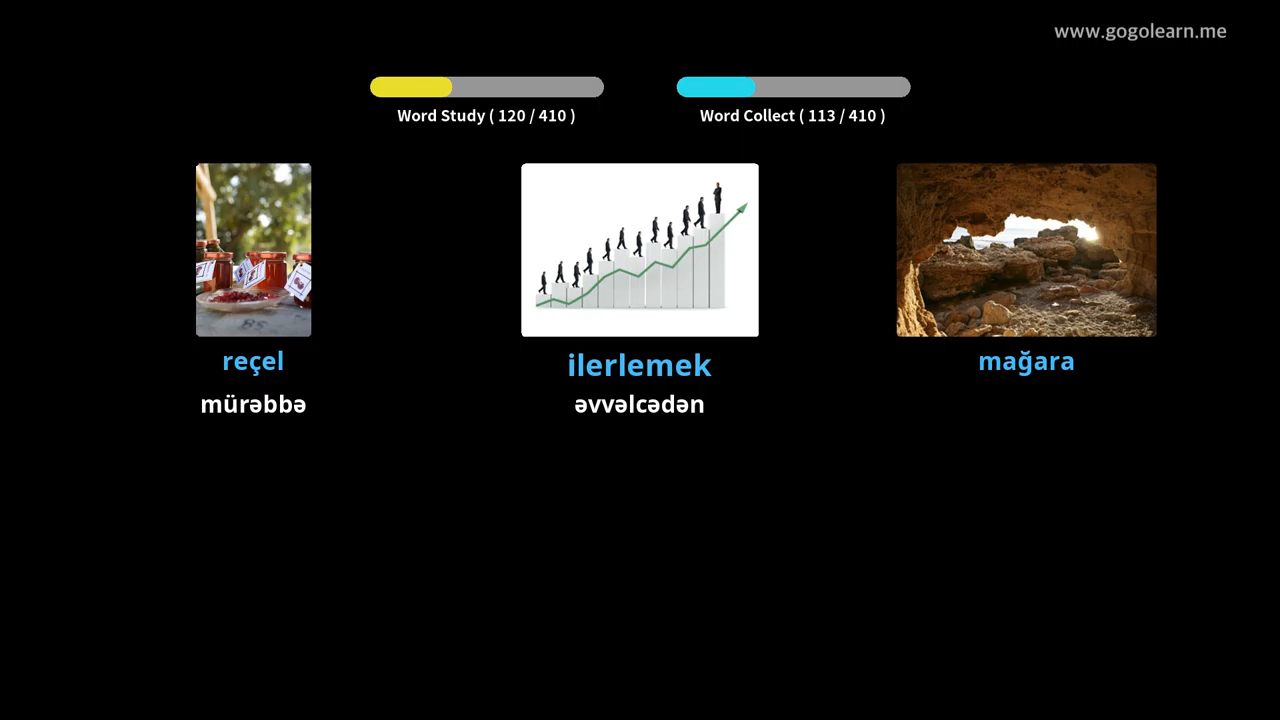 www.gogolearn.me
Word Study ( 120 / 410 )
Word Collect ( 113 / 410 )
reçel
ilerlemek
mağara
mürəbbə
əvvəlcədən